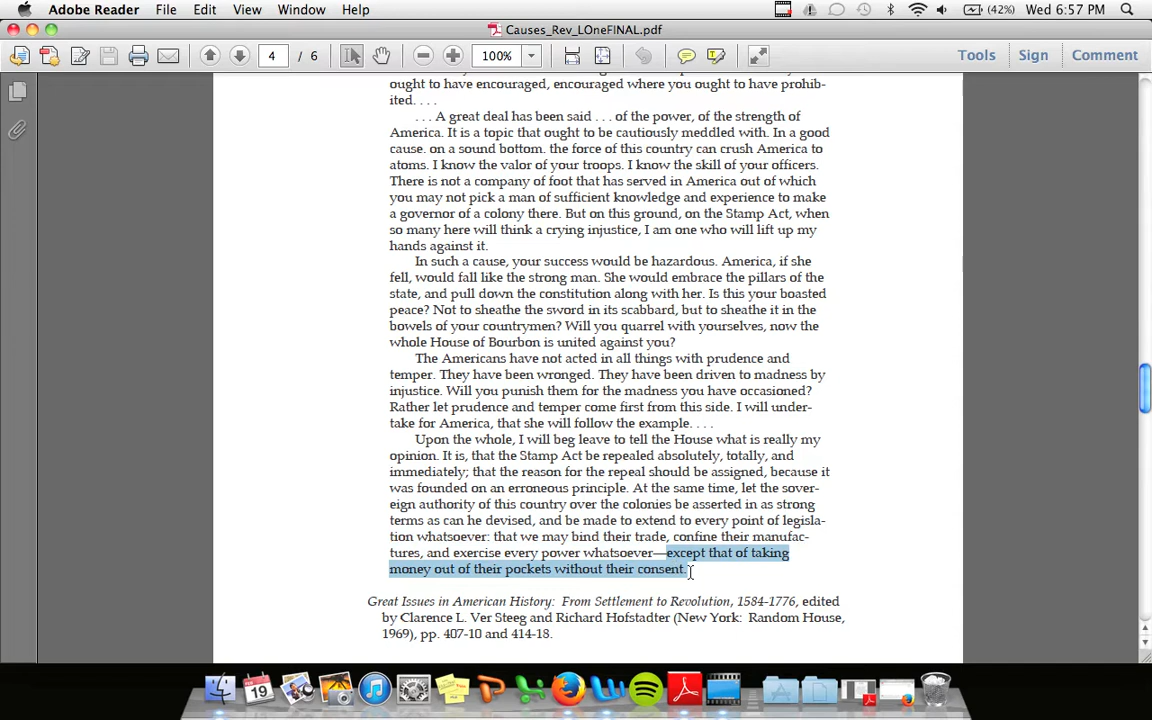 Adobe Reader File Edit View Window Help (42%) Wed 6:57 PM
Causes_Rev_LOneFINAL.pdf
4 / 6 100% Tools Sign Comment
ought to have encouraged, encouraged where you ought to have prohib-
ited. . . .
. . . A great deal has been said . . . of the power, of the strength of
America. It is a topic that ought to be cautiously meddled with. In a good
cause. on a sound bottom. the force of this country can crush America to
atoms. I know the valor of your troops. I know the skill of your officers.
There is not a company of foot that has served in America out of which
you may not pick a man of sufficient knowledge and experience to make
a governor of a colony there. But on this ground, on the Stamp Act, when
so many here will think a crying injustice, I am one who will lift up my
hands against it.
In such a cause, your success would be hazardous. America, if she
fell, would fall like the strong man. She would embrace the pillars of the
state, and pull down the constitution along with her. Is this your boasted
peace? Not to sheathe the sword in its scabbard, but to sheathe it in the
bowels of your countrymen? Will you quarrel with yourselves, now the
whole House of Bourbon is united against you?
The Americans have not acted in all things with prudence and
temper. They have been wronged. They have been driven to madness by
injustice. Will you punish them for the madness you have occasioned?
Rather let prudence and temper come first from this side. I will under-
take for America, that she will follow the example. . . .
Upon the whole, I will beg leave to tell the House what is really my
opinion. It is, that the Stamp Act be repealed absolutely, totally, and
immediately; that the reason for the repeal should be assigned, because it
was founded on an erroneous principle. At the same time, let the sover-
eign authority of this country over the colonies be asserted in as strong
terms as can he devised, and be made to extend to every point of legisla-
tion whatsoever: that we may bind their trade, confine their manufac-
tures, and exercise every power whatsoever—except that of taking
money out of their pockets without their consent.
Great Issues in American History: From Settlement to Revolution, 1584-1776, edited
by Clarence L. Ver Steeg and Richard Hofstadter (New York: Random House,
1969), pp. 407-10 and 414-18.
FEB
19